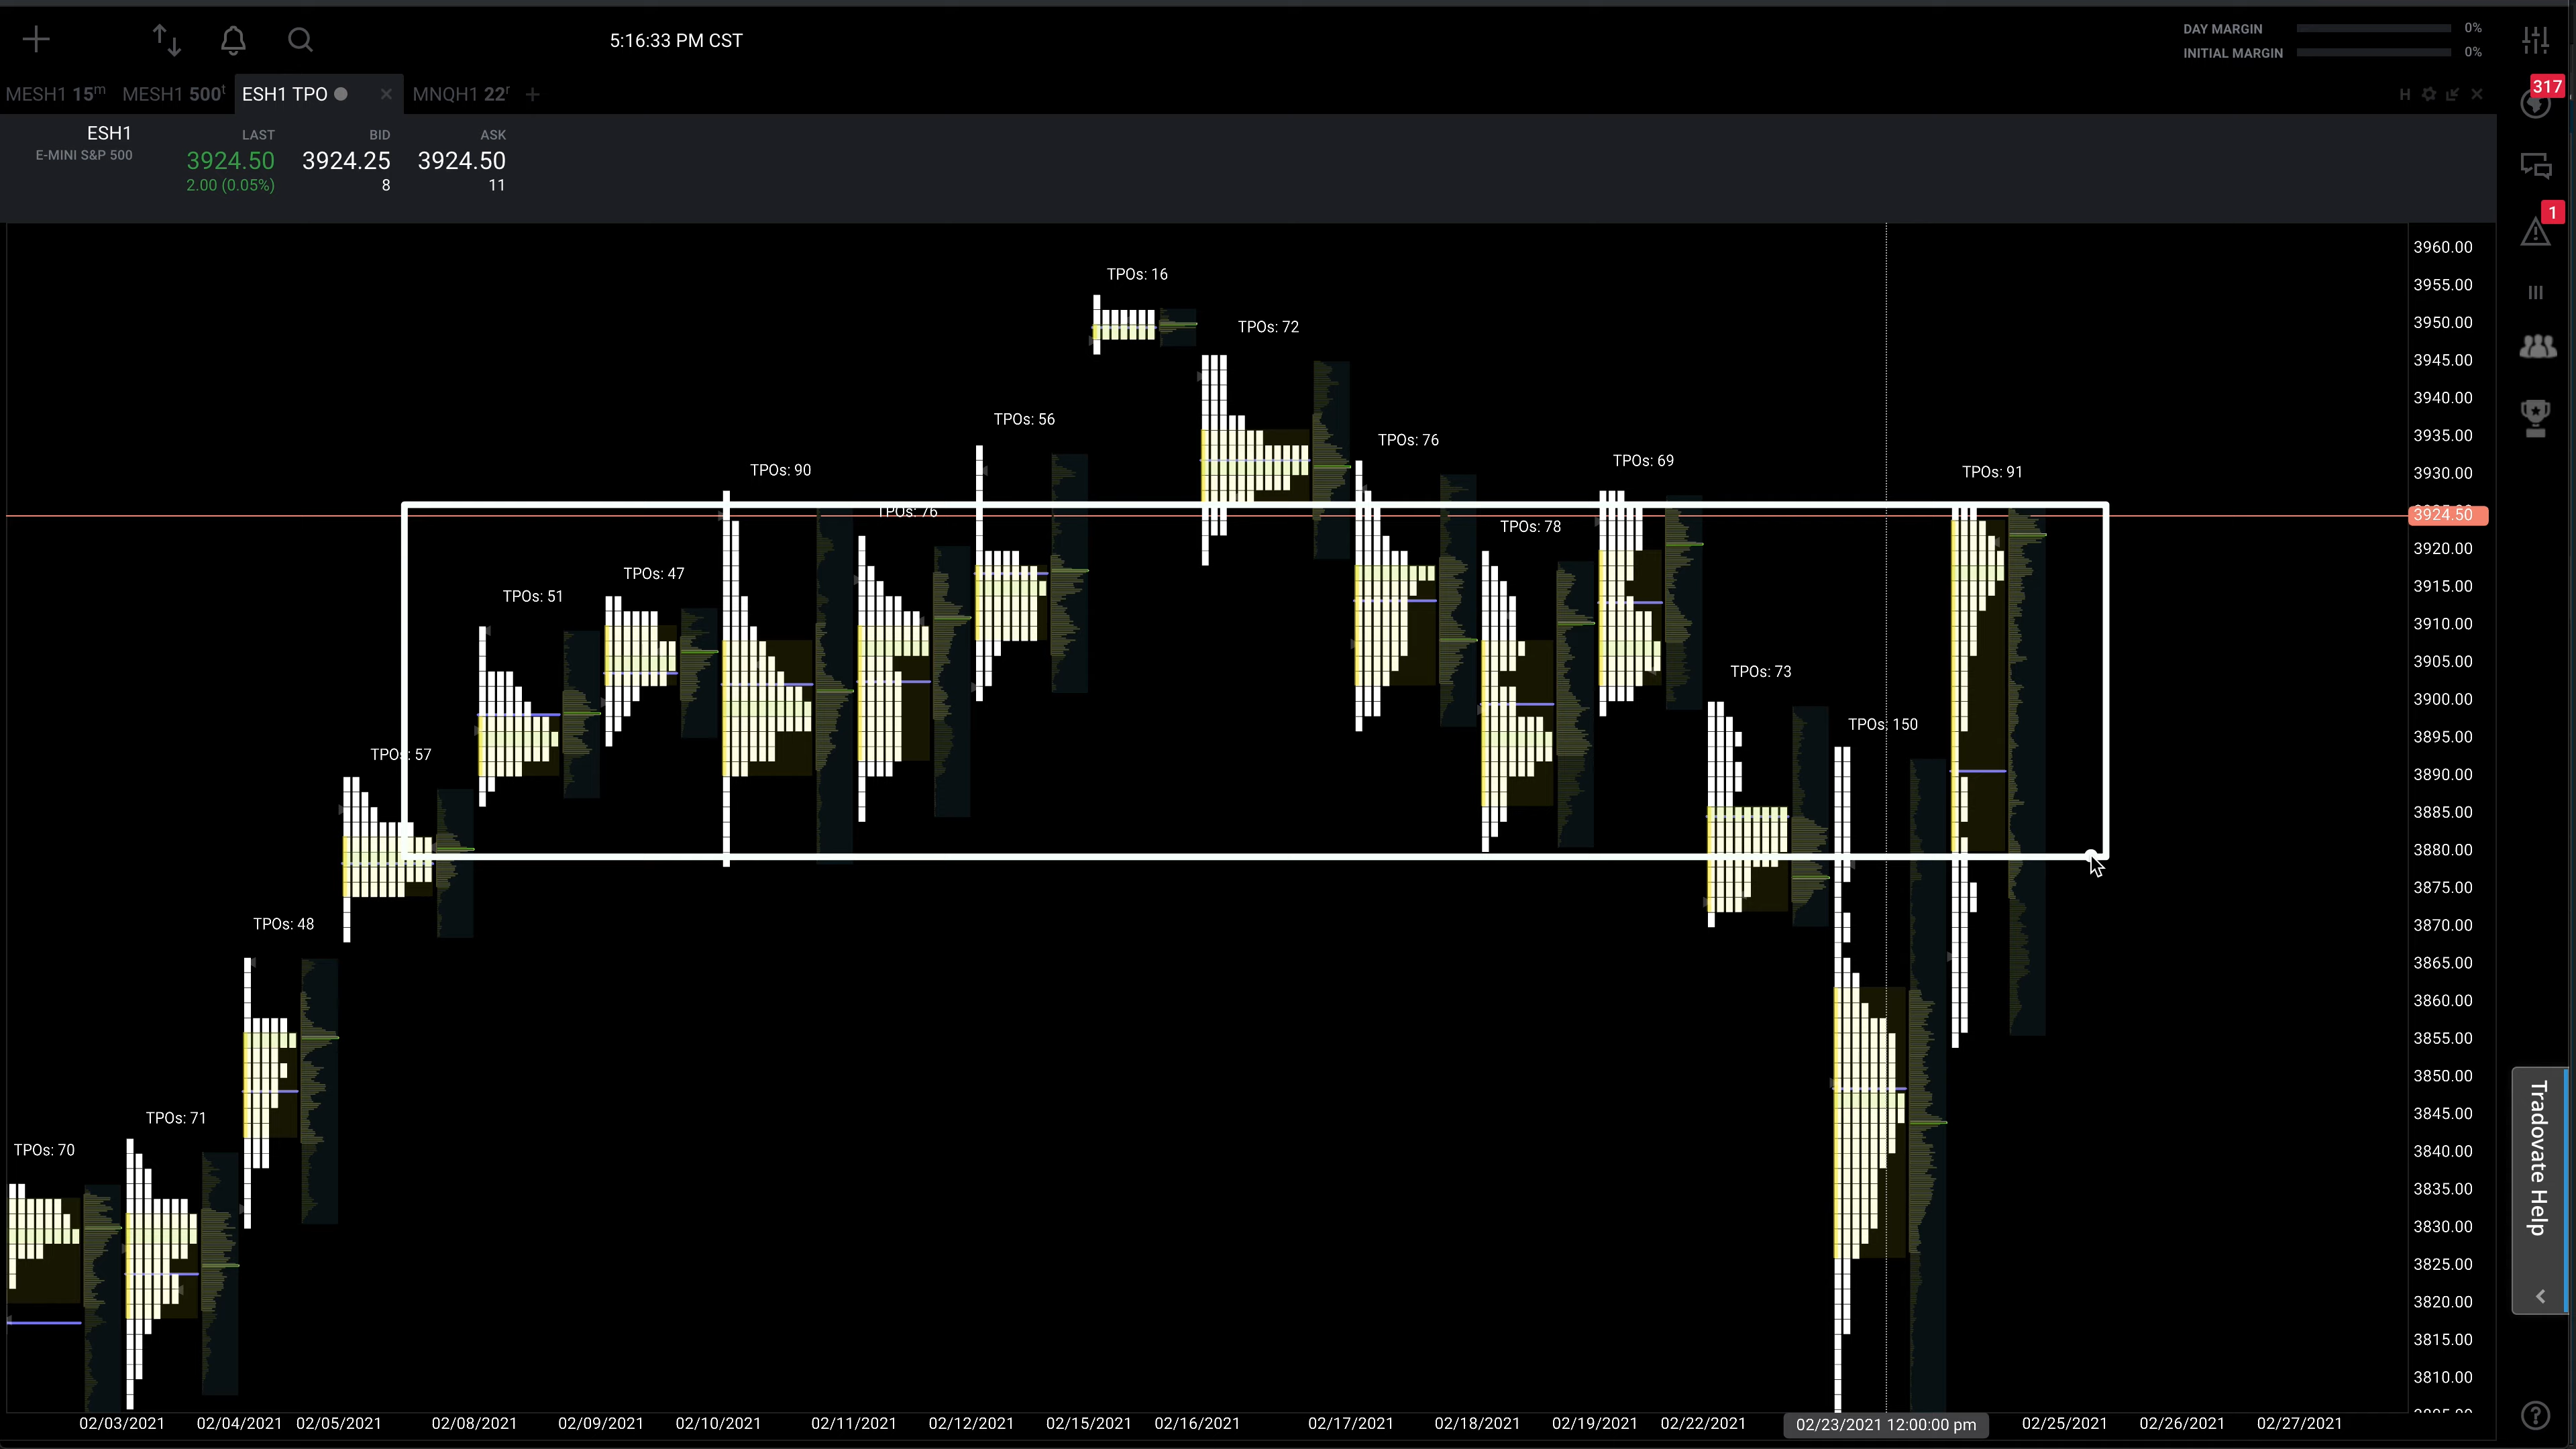 5:16:33 PM CST
DAY MARGIN 0%
INITIAL MARGIN 0%
317
MESH1 15m MESH1 500t ESH1 TPO MNQH1 22r
H
ESH1 LAST BID ASK
E-MINI S&P 500 3924.50 3924.25 3924.50
2.00 (0.05%) 8 11
1
3960.00
TPOs: 16
3955.00
3950.00
TPOs: 72
3945.00
3940.00
TPOs: 56
3935.00
TPOs: 76
TPOs: 69
TPOs: 90
TPOs: 91
3930.00
TPOs: 76
3924.50
TPOs: 78
3920.00
TPOs: 47
3915.00
TPOs: 51
3910.00
3905.00
TPOs: 73
3900.00
TPOs: 150
3895.00
TPOs: 57
3890.00
3885.00
3880.00
3875.00
TPOs: 48
3870.00
3865.00
3860.00
3855.00
3850.00
TPOs: 71
3845.00
TPOs: 70
3840.00
3835.00
3830.00
3825.00
3820.00
3815.00
3810.00
Tradovate Help
02/03/2021 02/04/2021 02/05/2021 02/08/2021 02/09/2021 02/10/2021 02/11/2021 02/12/2021 02/15/2021 02/16/2021 02/17/2021 02/18/2021 02/19/2021 02/22/2021 02/23/2021 12:00:00 pm 02/25/2021 02/26/2021 02/27/2021